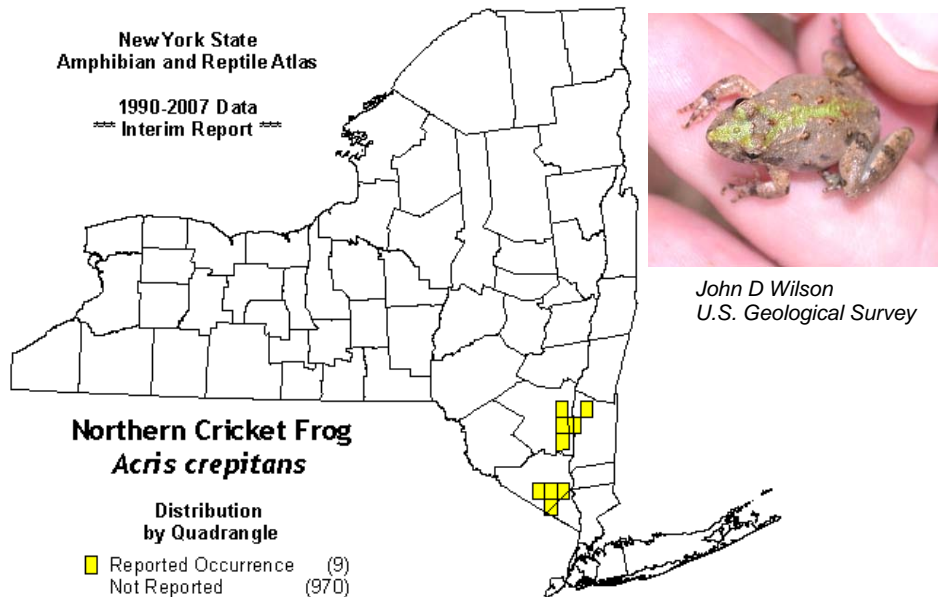 New York State
Amphibian and Reptile Atlas
1990-2007 Data
*** Interim Report ***
John D Wilson
U.S. Geological Survey
Northern Cricket Frog
Acris crepitans
Distribution
by Quadrangle
Reported Occurrence (9)
Not Reported (970)